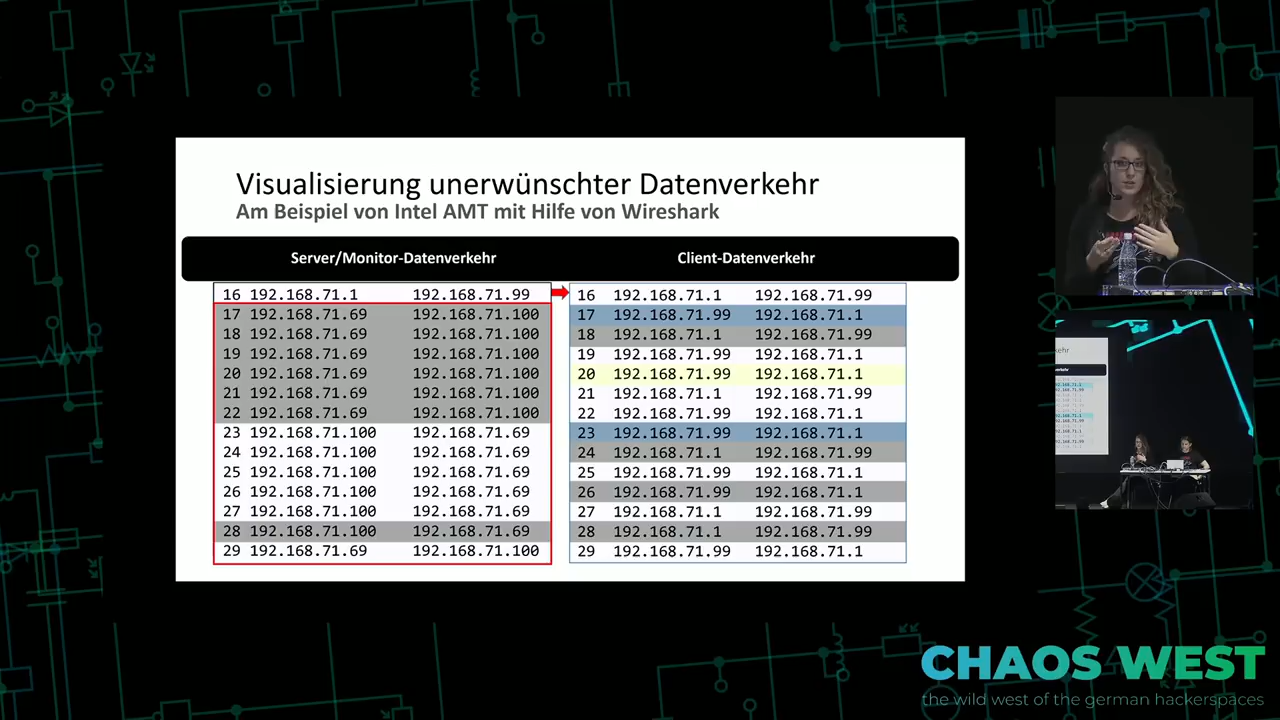 Visualisierung unerwünschter Datenverkehr
Am Beispiel von Intel AMT mit Hilfe von Wireshark
Server/Monitor-Datenverkehr Client-Datenverkehr
16 192.168.71.1 192.168.71.99 16 192.168.71.1 192.168.71.99
17 192.168.71.69 192.168.71.100 17 192.168.71.99 192.168.71.1
18 192.168.71.69 192.168.71.100 18 192.168.71.1 192.168.71.99
19 192.168.71.69 192.168.71.100 19 192.168.71.99 192.168.71.1
20 192.168.71.69 192.168.71.100 20 192.168.71.99 192.168.71.1
21 192.168.71.69 192.168.71.100 21 192.168.71.1 192.168.71.99
22 192.168.71.69 192.168.71.100 22 192.168.71.99 192.168.71.1
23 192.168.71.100 192.168.71.69 23 192.168.71.99 192.168.71.1
24 192.168.71.100 192.168.71.69 24 192.168.71.1 192.168.71.99
25 192.168.71.100 192.168.71.69 25 192.168.71.99 192.168.71.1
26 192.168.71.100 192.168.71.69 26 192.168.71.99 192.168.71.1
27 192.168.71.100 192.168.71.69 27 192.168.71.1 192.168.71.99
28 192.168.71.100 192.168.71.69 28 192.168.71.1 192.168.71.99
29 192.168.71.69 192.168.71.100 29 192.168.71.99 192.168.71.1
CHAOS WEST
the wild west of the german hackerspaces